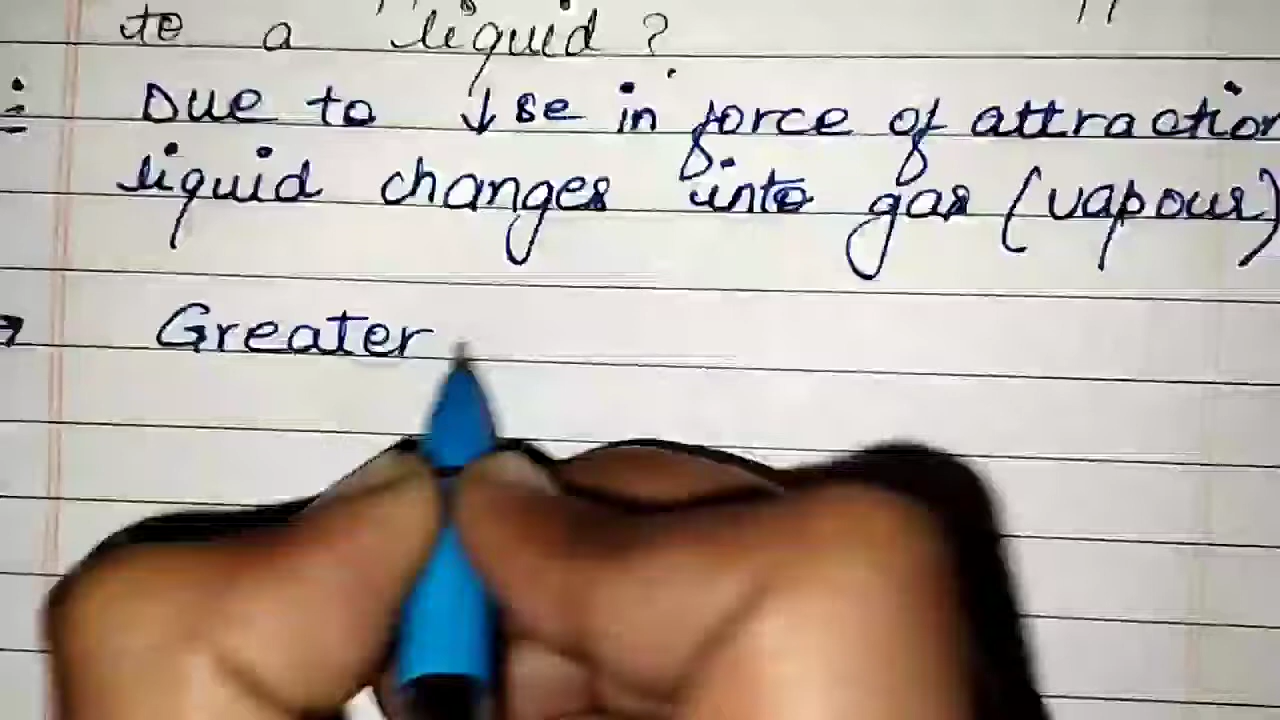 to a liquid ?
Due to ↓se in force of attraction
liquid changes into gas (vapour)
→ Greater